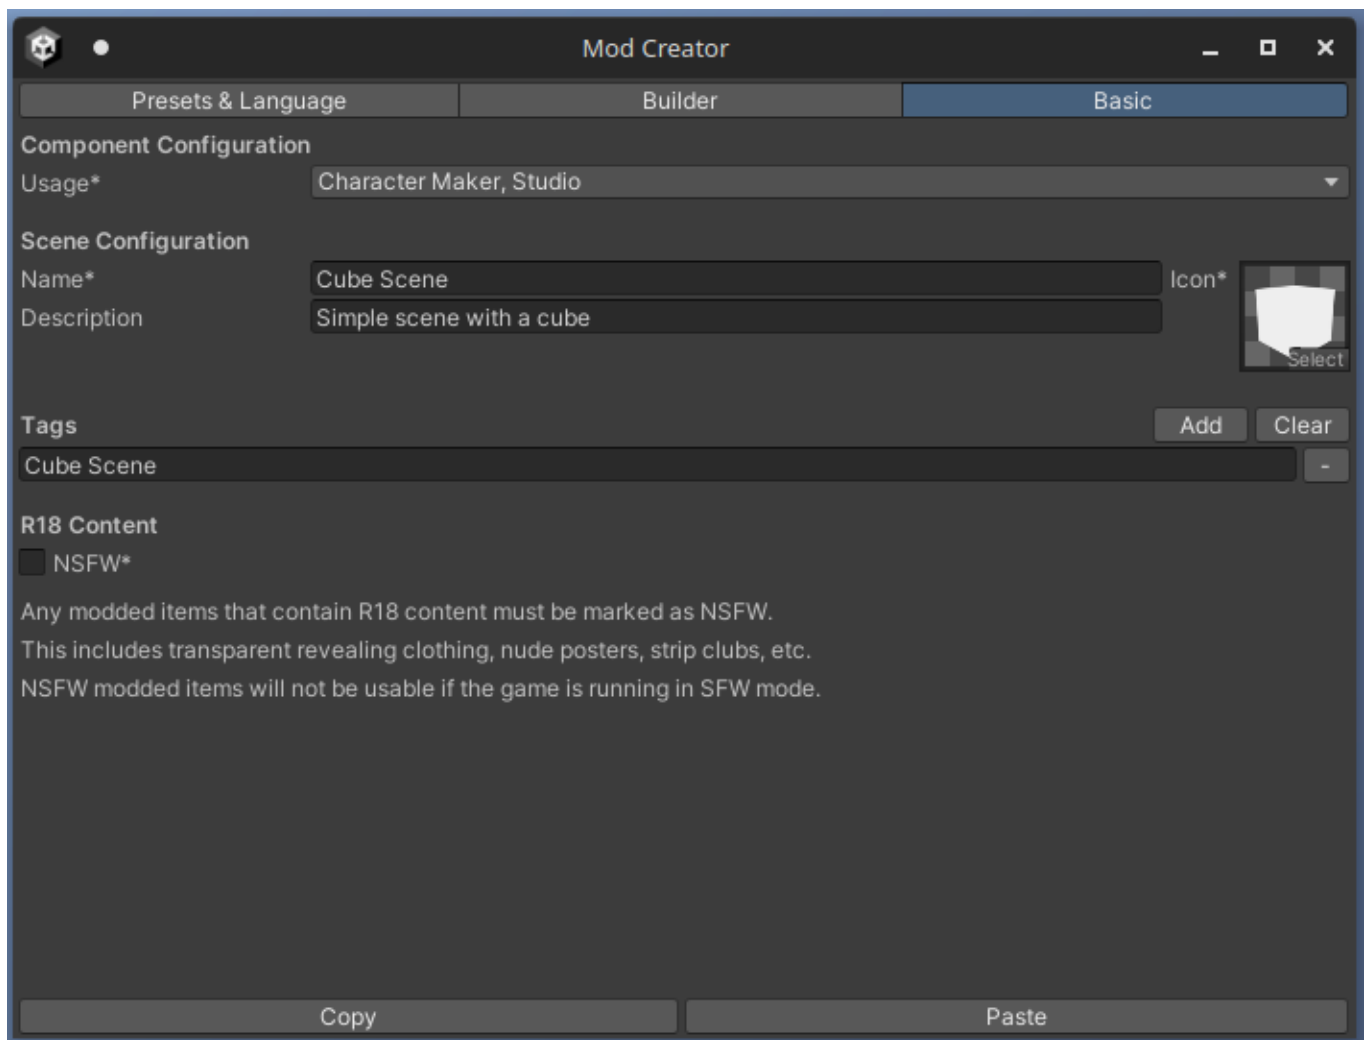 Mod Creator
Presets & Language Builder Basic
Component Configuration
Usage* Character Maker, Studio
Scene Configuration
Name* Cube Scene Icon*
Description Simple scene with a cube
Select
Tags Add Clear
Cube Scene -
R18 Content
NSFW*
Any modded items that contain R18 content must be marked as NSFW.
This includes transparent revealing clothing, nude posters, strip clubs, etc.
NSFW modded items will not be usable if the game is running in SFW mode.
Copy Paste